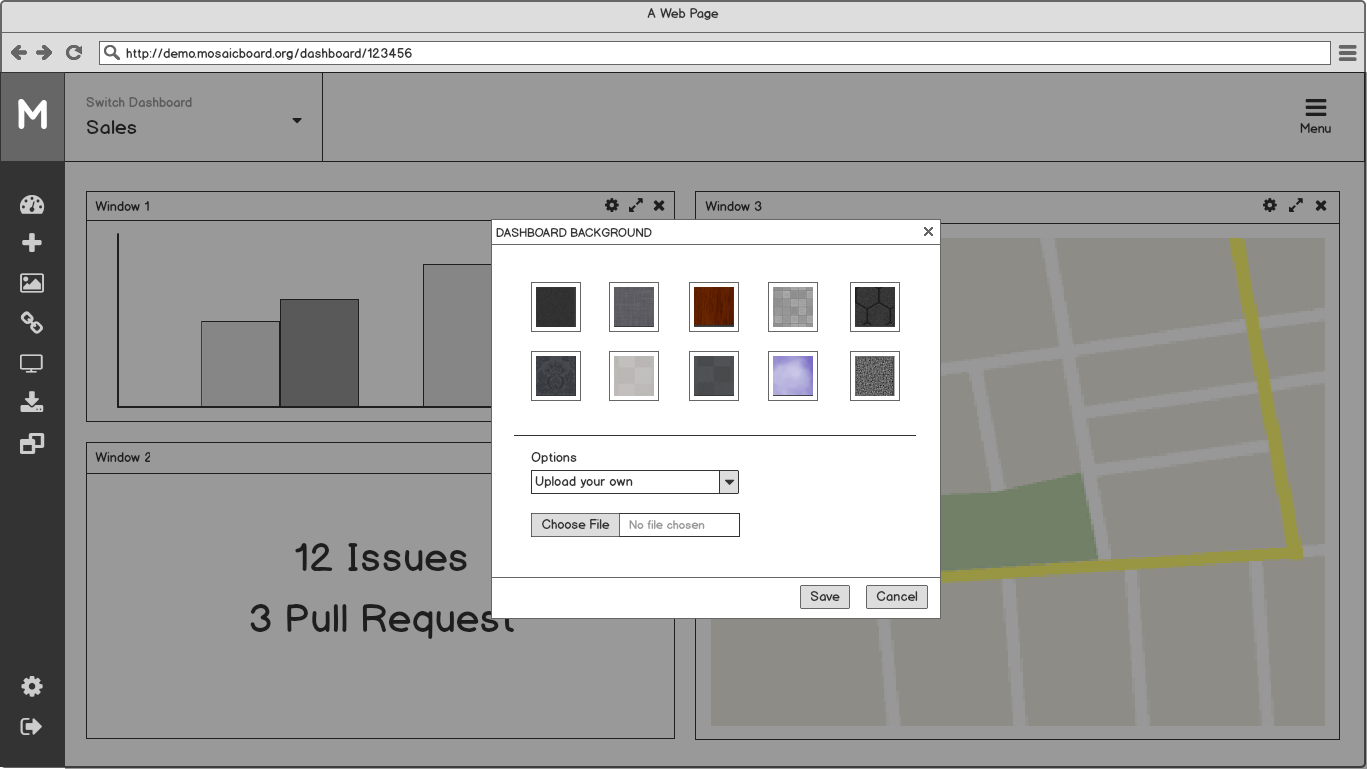 A Web Page
http://demo.mosaicboard.org/dashboard/123456
M
Switch Dashboard
Sales
Menu
Window 1
Window 3
DASHBOARD BACKGROUND
Window 2
Options
Upload your own
Choose File No file chosen
12 Issues
3 Pull Request
Save Cancel